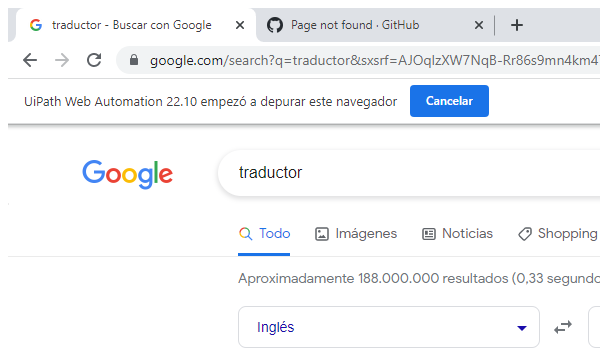 traductor - Buscar con Google
Page not found · GitHub
google.com/search?q=traductor&sxsrf=AJOqlzXW7NqB-Rr86s9mn4km4
UiPath Web Automation 22.10 empezó a depurar este navegador
Cancelar
Google
traductor
Todo
Imágenes
Noticias
Shopping
Aproximadamente 188.000.000 resultados (0,33 segundo
Inglés